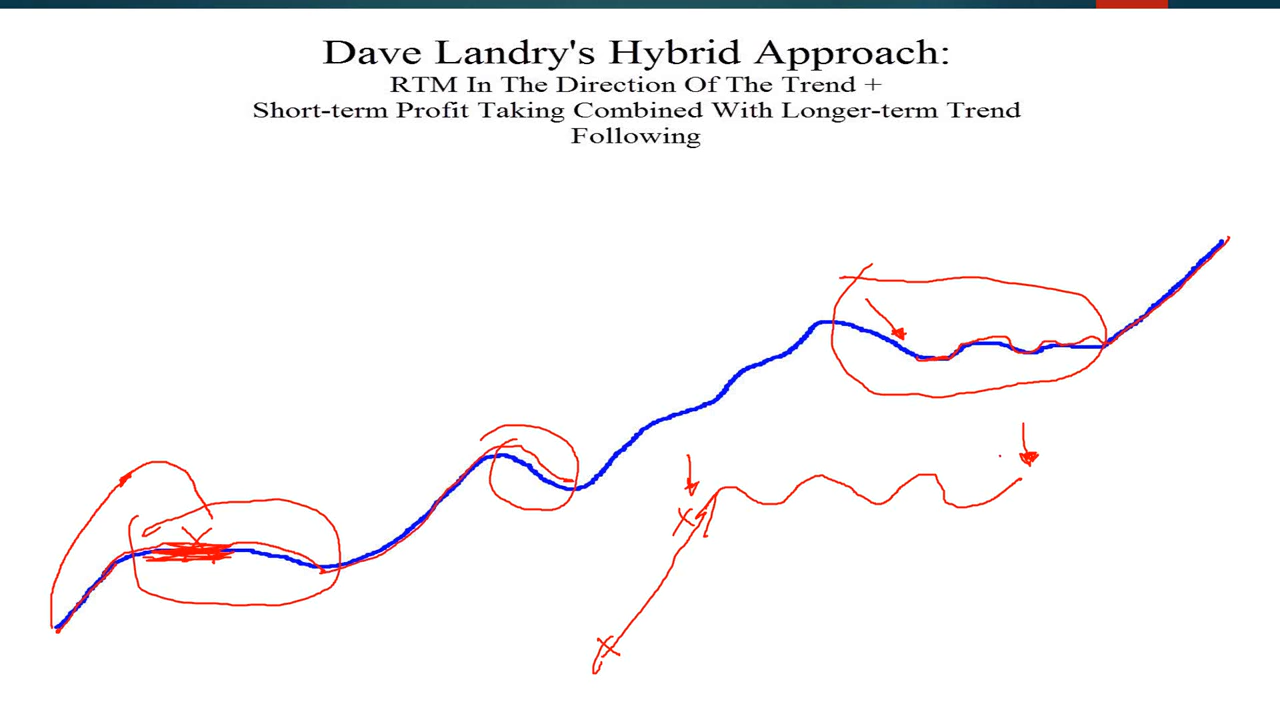 Dave Landry's Hybrid Approach:
RTM In The Direction Of The Trend +
Short-term Profit Taking Combined With Longer-term Trend
Following